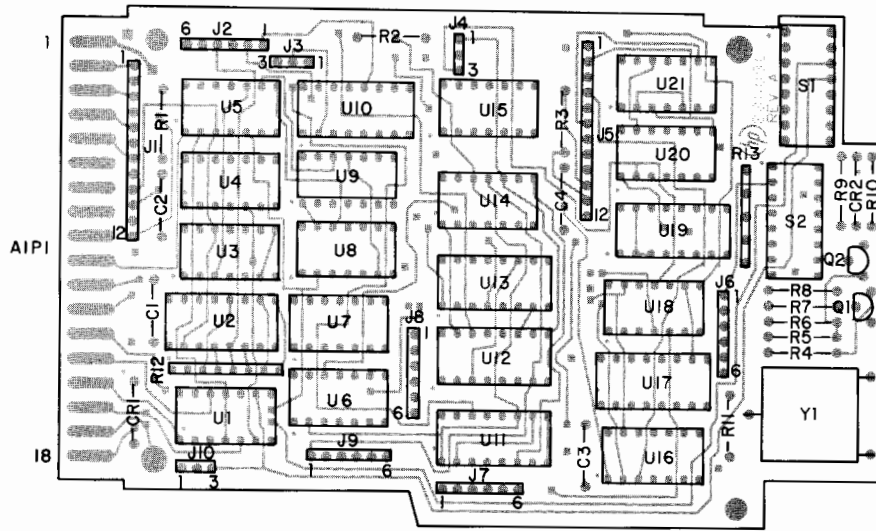 1
6 J2 1
J3
3 1
R2
J4
1
3
1
J1
12
R1
C2
U5
U10
U15
U4
U9
U14
U3
U8
U13
U2
U7
U12
U1
U6
U11
R3
C4
1
J5
12
U21
U20
U19
U18
U17
U16
REV A
hp
R13
S1
S2
R9
CR2
R10
Q2
Q1
R8
R7
R6
R5
R4
J6
1
6
Y1
A1P1
C1
R12
CR1
18
J10
1 3
J8
1
6
J9
1 6
J7
1 6
C3
R11